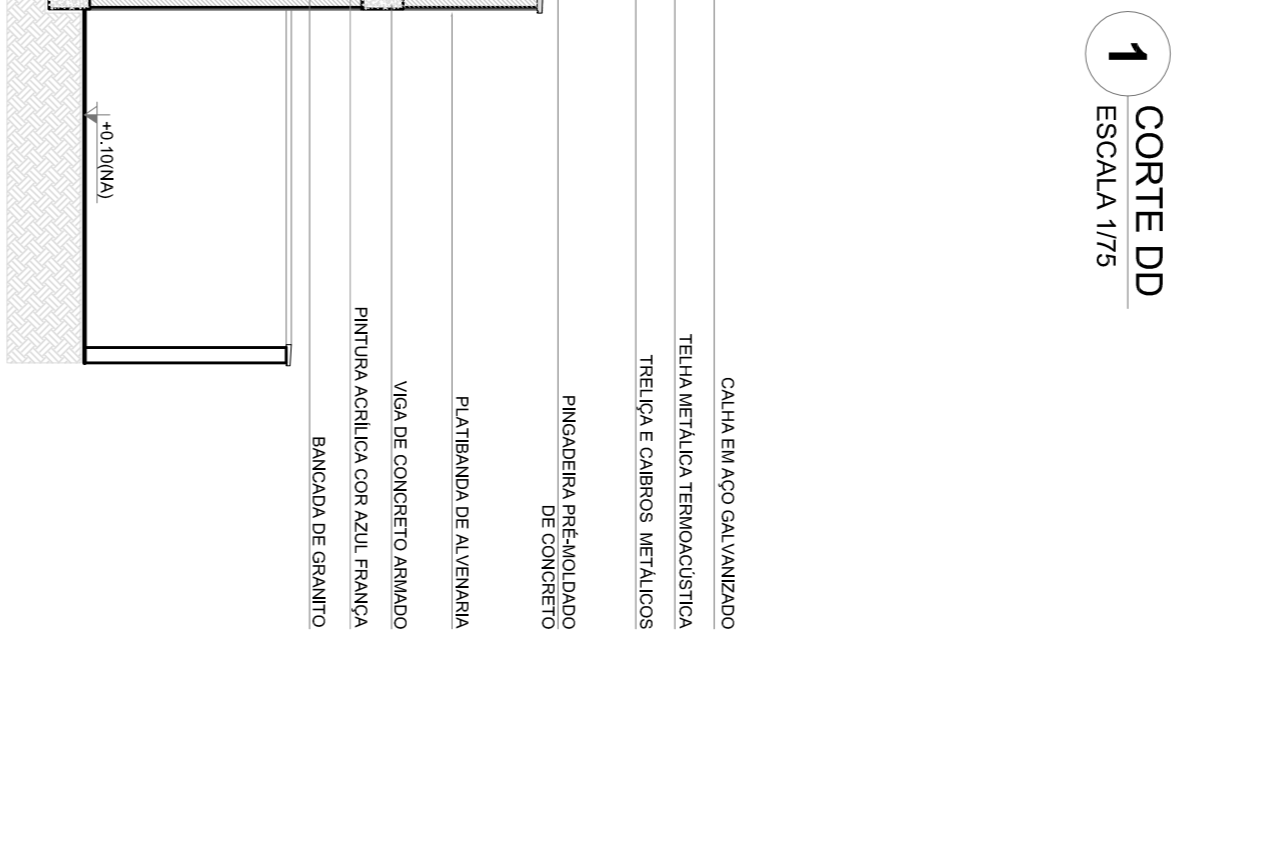 1
CORTE DD
ESCALA 1/75
CALHA EM AÇO GALVANIZADO
TELHA METÁLICA TERMOACÚSTICA
TRELIÇA E CAIBROS METÁLICOS
PINGADEIRA PRÉ-MOLDADO
DE CONCRETO
PLATIBANDA DE ALVENARIA
VIGA DE CONCRETO ARMADO
PINTURA ACRÍLICA COR AZUL FRANÇA
BANCADA DE GRANITO
+0.10(NA)